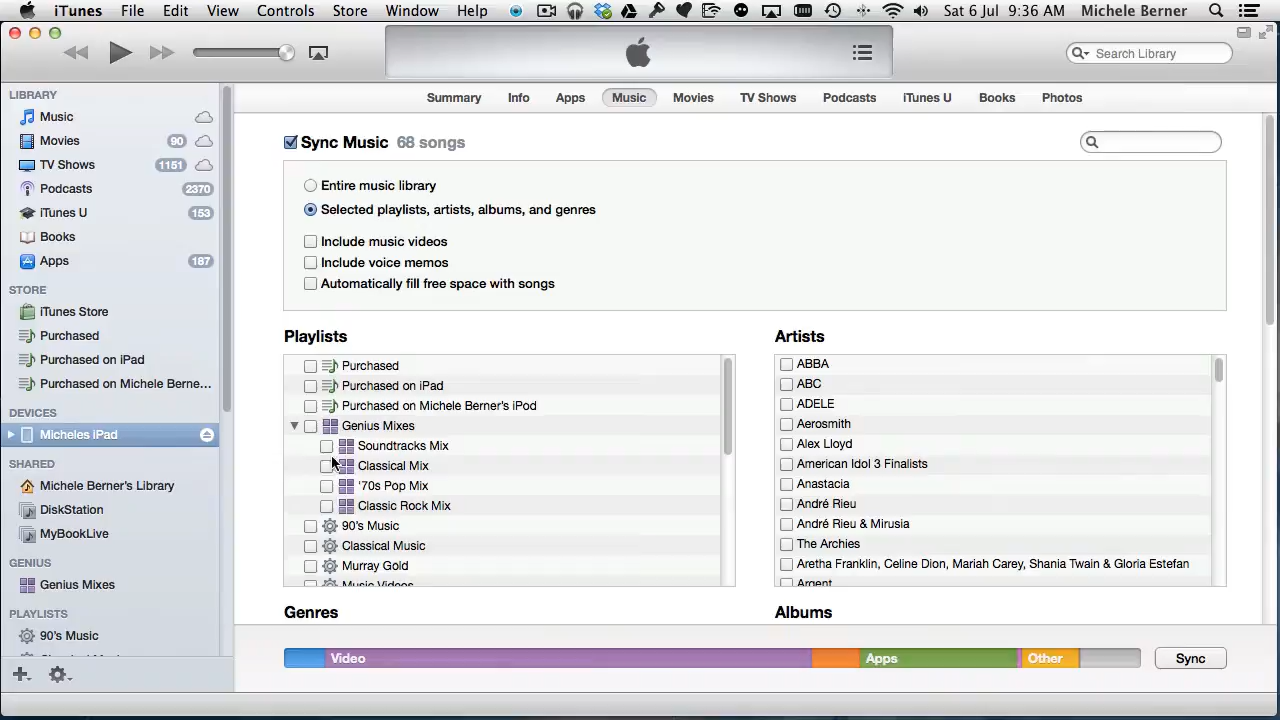 iTunes File Edit View Controls Store Window Help Sat 6 Jul 9:36 AM Michele Berner
Search Library
LIBRARY
Music
Movies 90
TV Shows 1151
Podcasts 2370
iTunes U 153
Books
Apps 187
STORE
iTunes Store
Purchased
Purchased on iPad
Purchased on Michele Berne...
DEVICES
Micheles iPad
SHARED
Michele Berner's Library
DiskStation
MyBookLive
GENIUS
Genius Mixes
PLAYLISTS
90's Music
Summary Info Apps Music Movies TV Shows Podcasts iTunes U Books Photos
Sync Music 68 songs
Entire music library
Selected playlists, artists, albums, and genres
Include music videos
Include voice memos
Automatically fill free space with songs
Playlists
Purchased
Purchased on iPad
Purchased on Michele Berner's iPod
Genius Mixes
Soundtracks Mix
Classical Mix
'70s Pop Mix
Classic Rock Mix
90's Music
Classical Music
Murray Gold
Music Videos
Artists
ABBA
ABC
ADELE
Aerosmith
Alex Lloyd
American Idol 3 Finalists
Anastacia
André Rieu
André Rieu & Mirusia
The Archies
Aretha Franklin, Celine Dion, Mariah Carey, Shania Twain & Gloria Estefan
Argent
Genres
Albums
Video Apps Other
Sync